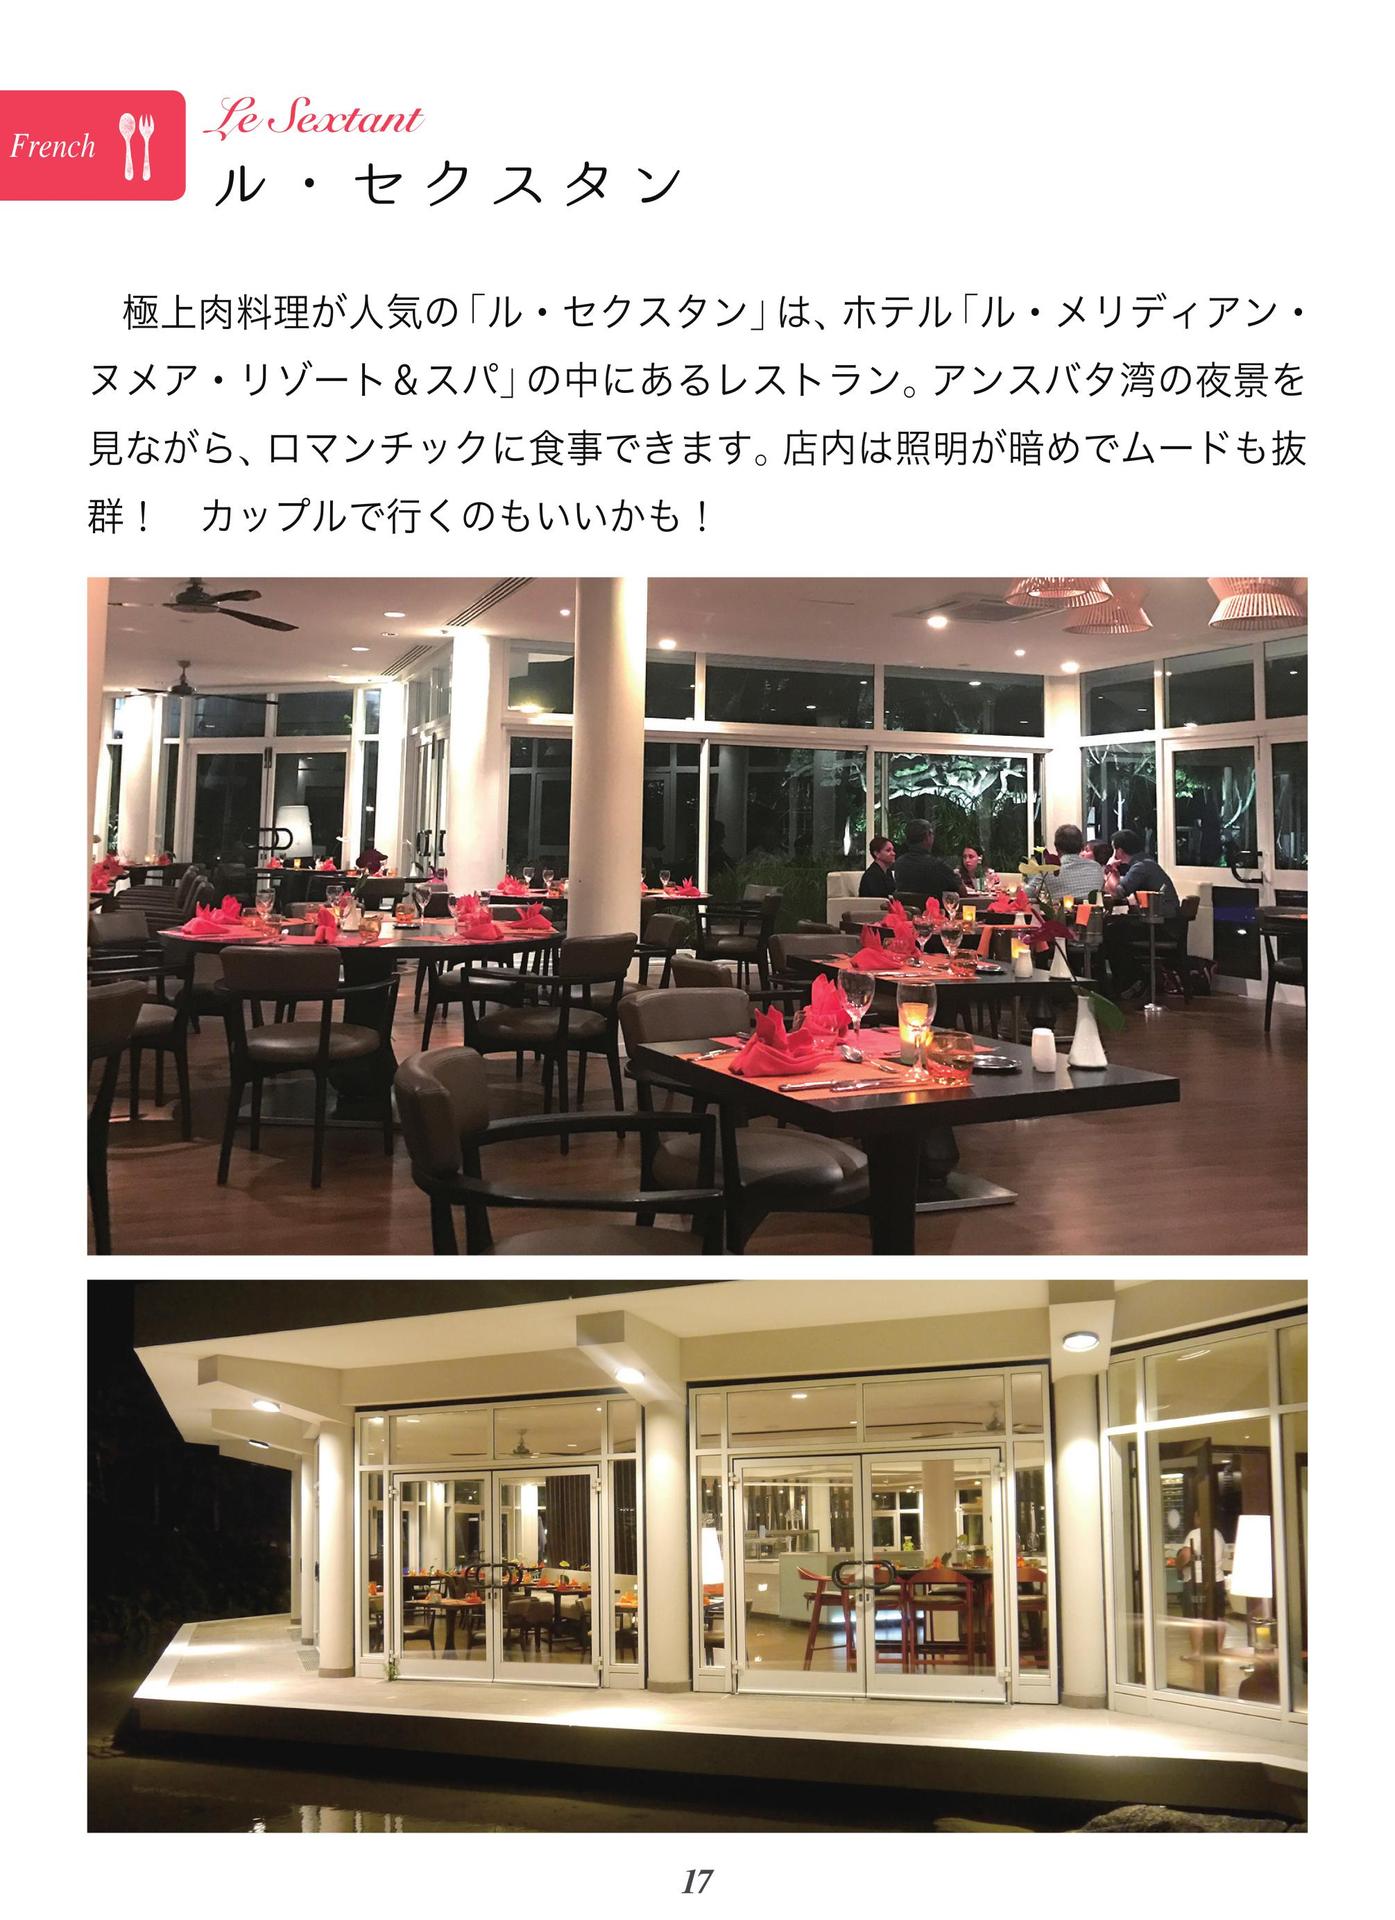 French
Le Sextant
ル・セクスタン
極上肉料理が人気の「ル・セクスタン」は、ホテル「ル・メリディアン・
ヌメア・リゾート＆スパ」の中にあるレストラン。アンスバタ湾の夜景を
見ながら、ロマンチックに食事できます。店内は照明が暗めでムードも抜
群！　カップルで行くのもいいかも！
17